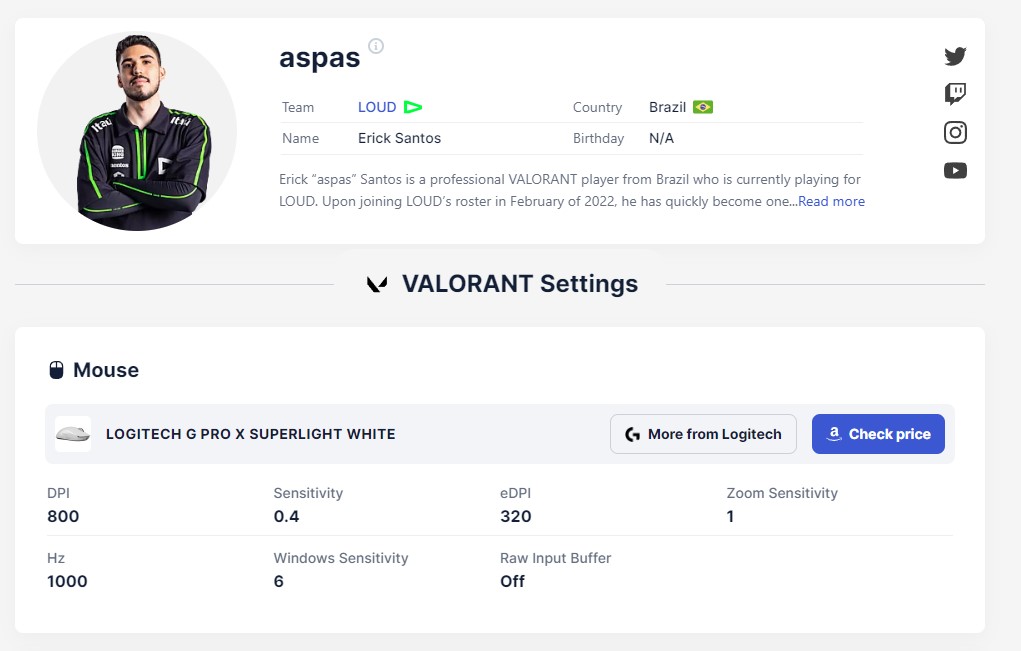 aspas
Team LOUD Country Brazil
Name Erick Santos Birthday N/A
Erick “aspas” Santos is a professional VALORANT player from Brazil who is currently playing for
LOUD. Upon joining LOUD’s roster in February of 2022, he has quickly become one...Read more
VALORANT Settings
Mouse
LOGITECH G PRO X SUPERLIGHT WHITE More from Logitech Check price
DPI Sensitivity eDPI Zoom Sensitivity
800 0.4 320 1
Hz Windows Sensitivity Raw Input Buffer
1000 6 Off